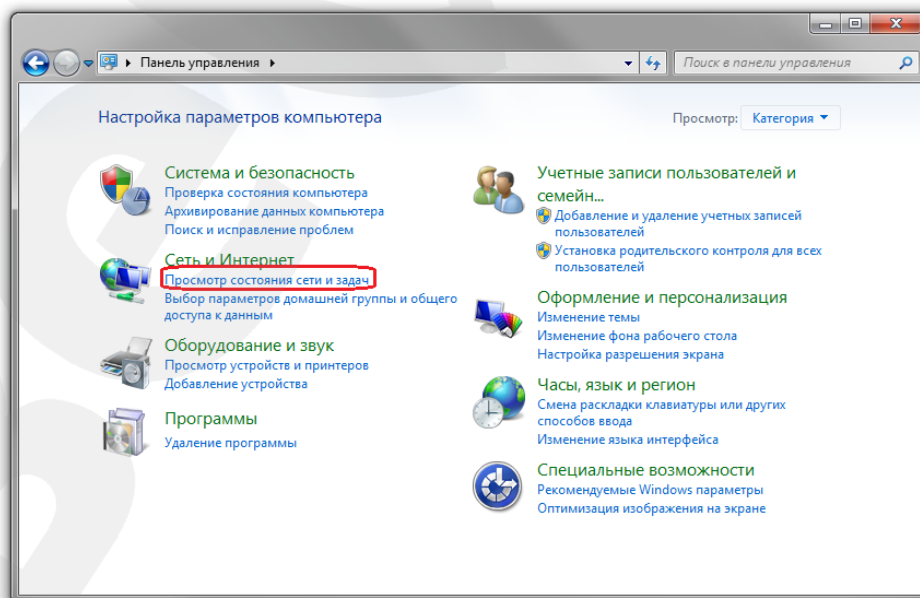 Панель управления
Поиск в панели управления
Настройка параметров компьютера
Просмотр: Категория
Система и безопасность
Проверка состояния компьютера
Архивирование данных компьютера
Поиск и исправление проблем
Сеть и Интернет
Просмотр состояния сети и задач
Выбор параметров домашней группы и общего
доступа к данным
Оборудование и звук
Просмотр устройств и принтеров
Добавление устройства
Программы
Удаление программы
Учетные записи пользователей и
семейн...
Добавление и удаление учетных записей
пользователей
Установка родительского контроля для всех
пользователей
Оформление и персонализация
Изменение темы
Изменение фона рабочего стола
Настройка разрешения экрана
Часы, язык и регион
Смена раскладки клавиатуры или других
способов ввода
Изменение языка интерфейса
Специальные возможности
Рекомендуемые Windows параметры
Оптимизация изображения на экране